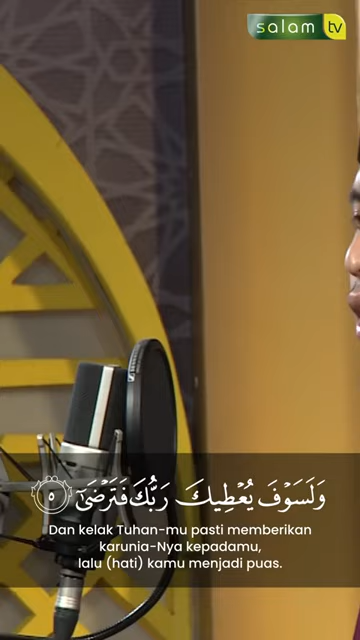 salam tv
وَلَسَوْفَ يُعْطِيكَ رَبُّكَ فَتَرْضَىٰٓ ٥
Dan kelak Tuhan-mu pasti memberikan
karunia-Nya kepadamu,
lalu (hati) kamu menjadi puas.